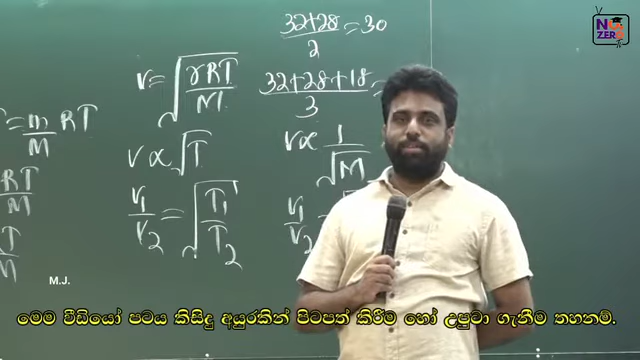 NO ZERO
(32+28)/2 = 30
v = √(γRT/M)
(32+28+18)/3 =
= m/M RT
v ∝ √T
v ∝ 1/√M
RT/M
v₁/v₂ = √(T₁/T₂)
v₁/v₂
T/M
M.J.
මෙම වීඩියෝ පටය කිසිදු අයුරකින් පිටපත් කිරීම හෝ උපුටා ගැනීම තහනම්.